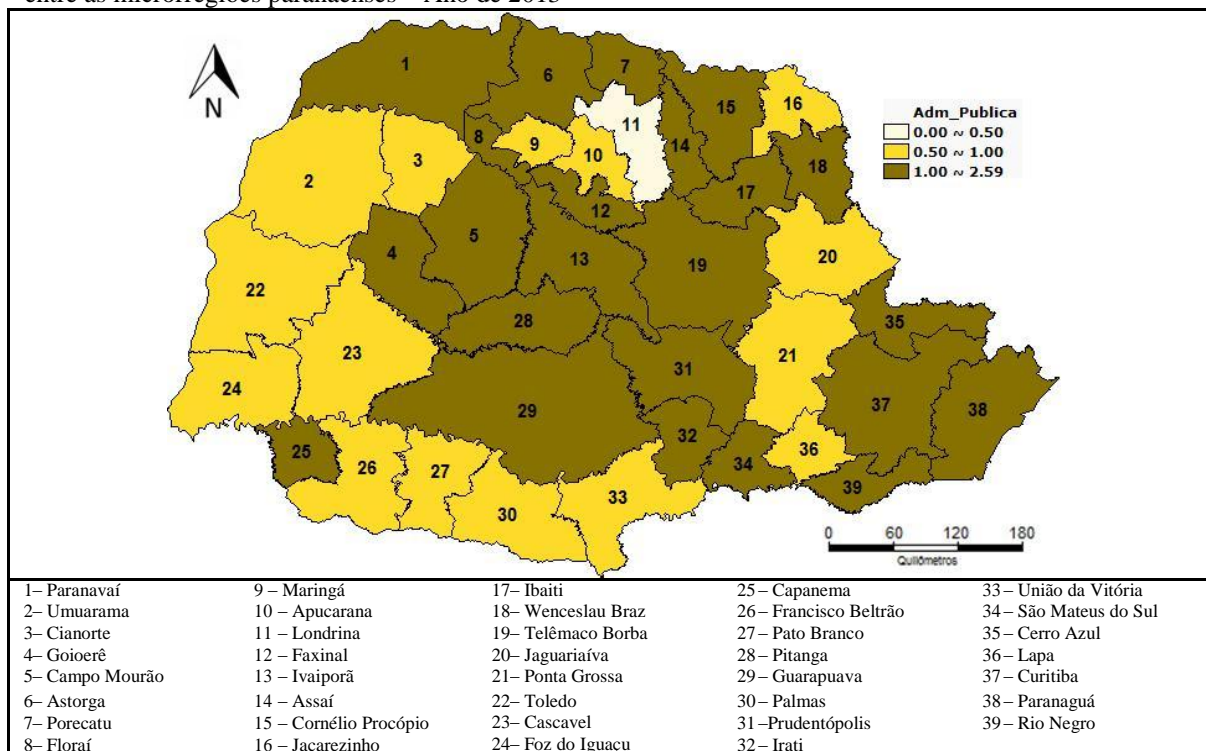 entre as microrregiões paranaenses – Ano de 2013
N
Adm_Publica
0.00 ~ 0.50
0.50 ~ 1.00
1.00 ~ 2.59
1
6
7
15
16
11
8
9
10
14
18
3
2
17
12
5
4
13
19
20
22
28
35
23
21
31
24
29
37
38
32
25
36
34
26
27
39
33
30
0 60 120 180
Quilômetros
1– Paranavaí 9 – Maringá 17– Ibaiti 25 – Capanema 33 – União da Vitória
2– Umuarama 10 – Apucarana 18– Wenceslau Braz 26 – Francisco Beltrão 34 – São Mateus do Sul
3– Cianorte 11 – Londrina 19– Telêmaco Borba 27 – Pato Branco 35 – Cerro Azul
4– Goioerê 12 – Faxinal 20– Jaguariaíva 28 – Pitanga 36 – Lapa
5– Campo Mourão 13 – Ivaiporã 21– Ponta Grossa 29 – Guarapuava 37 – Curitiba
6– Astorga 14 – Assaí 22– Toledo 30 – Palmas 38 – Paranaguá
7– Porecatu 15 – Cornélio Procópio 23– Cascavel 31 –Prudentópolis 39 – Rio Negro
8– Floraí 16 – Jacarezinho 24– Foz do Iguaçu 32 – Irati